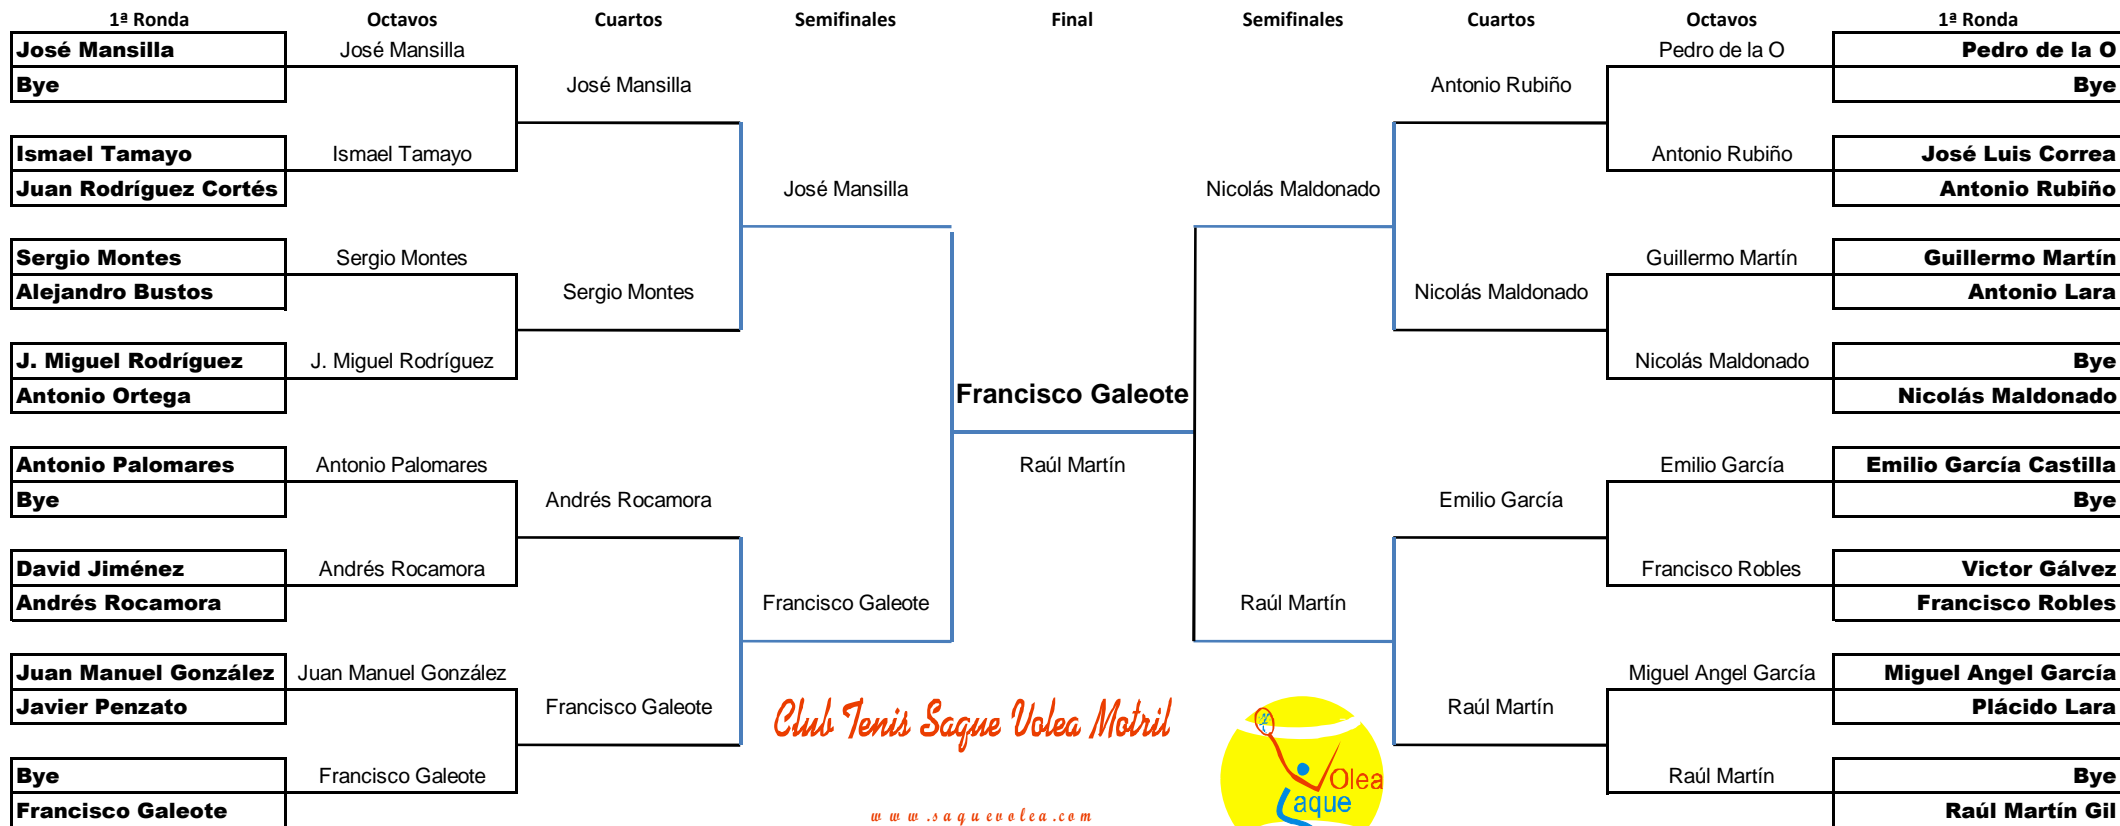 1ª Ronda Octavos Cuartos Semifinales Final Semifinales Cuartos Octavos 1ª Ronda
José Mansilla José Mansilla Pedro de la O Pedro de la O
Bye José Mansilla Antonio Rubiño Bye
Ismael Tamayo Ismael Tamayo Antonio Rubiño José Luis Correa
Juan Rodríguez Cortés José Mansilla Nicolás Maldonado Antonio Rubiño
Sergio Montes Sergio Montes Guillermo Martín Guillermo Martín
Alejandro Bustos Sergio Montes Nicolás Maldonado Antonio Lara
J. Miguel Rodríguez J. Miguel Rodríguez Nicolás Maldonado Bye
Antonio Ortega Francisco Galeote Nicolás Maldonado
Antonio Palomares Antonio Palomares Raúl Martín Emilio García Emilio García Castilla
Bye Andrés Rocamora Emilio García Bye
David Jiménez Andrés Rocamora Francisco Robles Victor Gálvez
Andrés Rocamora Francisco Galeote Raúl Martín Francisco Robles
Juan Manuel González Juan Manuel González Miguel Angel García Miguel Angel García
Javier Penzato Francisco Galeote Club Tenis Saque Volea Motril Raúl Martín Plácido Lara
Bye Francisco Galeote Olea Raúl Martín Bye
Francisco Galeote www.saquevolea.com aque Raúl Martín Gil